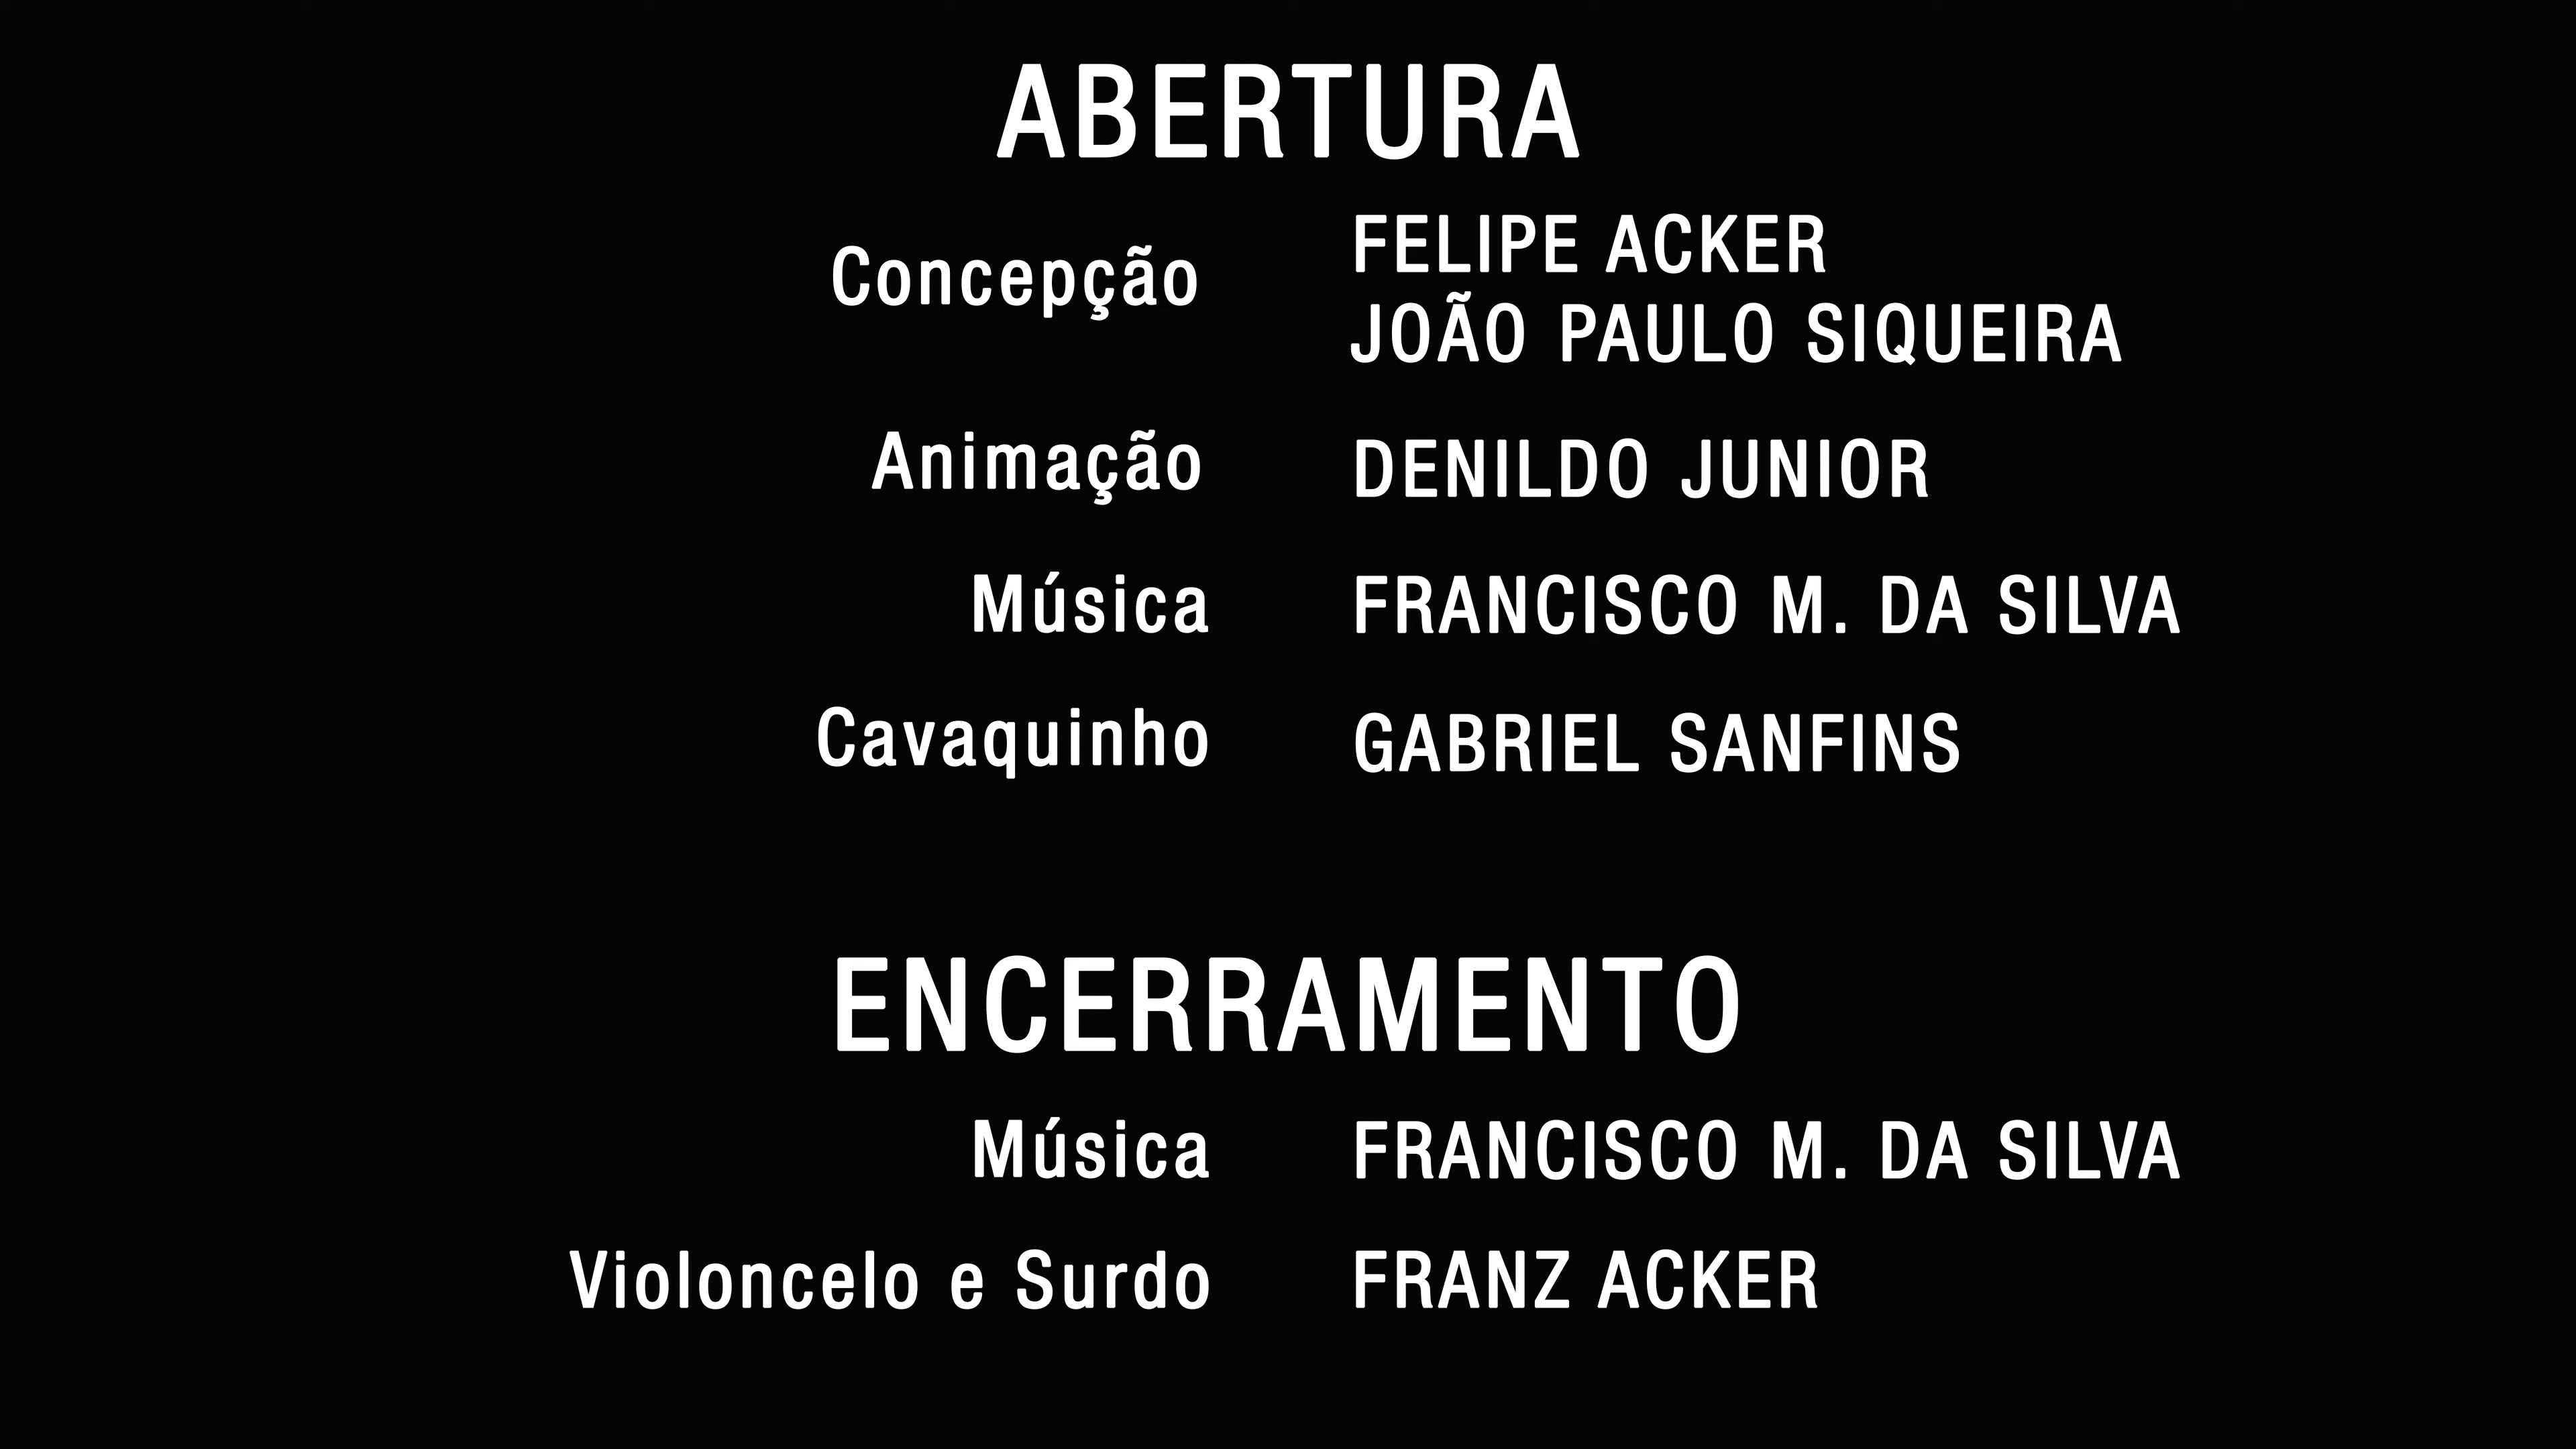 ABERTURA
Concepção FELIPE ACKER
JOÃO PAULO SIQUEIRA
Animação DENILDO JUNIOR
Música FRANCISCO M. DA SILVA
Cavaquinho GABRIEL SANFINS
ENCERRAMENTO
Música FRANCISCO M. DA SILVA
Violoncelo e Surdo FRANZ ACKER